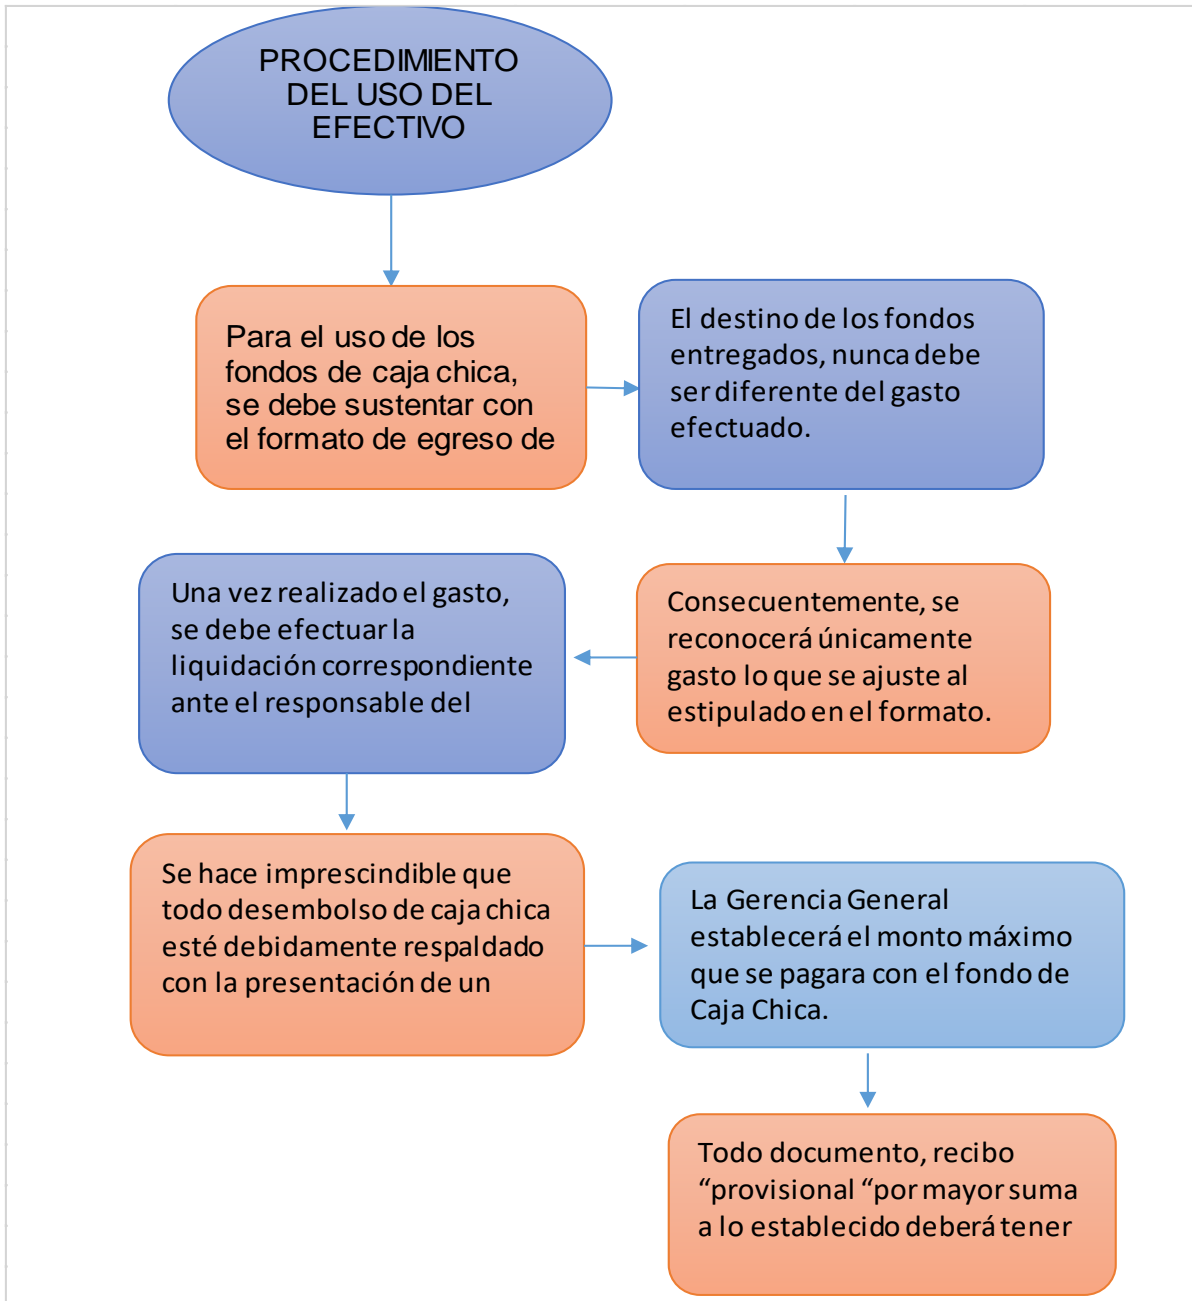 PROCEDIMIENTO
DEL USO DEL
EFECTIVO
Para el uso de los
fondos de caja chica,
se debe sustentar con
el formato de egreso de
El destino de los fondos
entregados, nunca debe
ser diferente del gasto
efectuado.
Consecuentemente, se
reconocerá únicamente
gasto lo que se ajuste al
estipulado en el formato.
Una vez realizado el gasto,
se debe efectuar la
liquidación correspondiente
ante el responsable del
Se hace imprescindible que
todo desembolso de caja chica
esté debidamente respaldado
con la presentación de un
La Gerencia General
establecerá el monto máximo
que se pagara con el fondo de
Caja Chica.
Todo documento, recibo
“provisional “por mayor suma
a lo establecido deberá tener